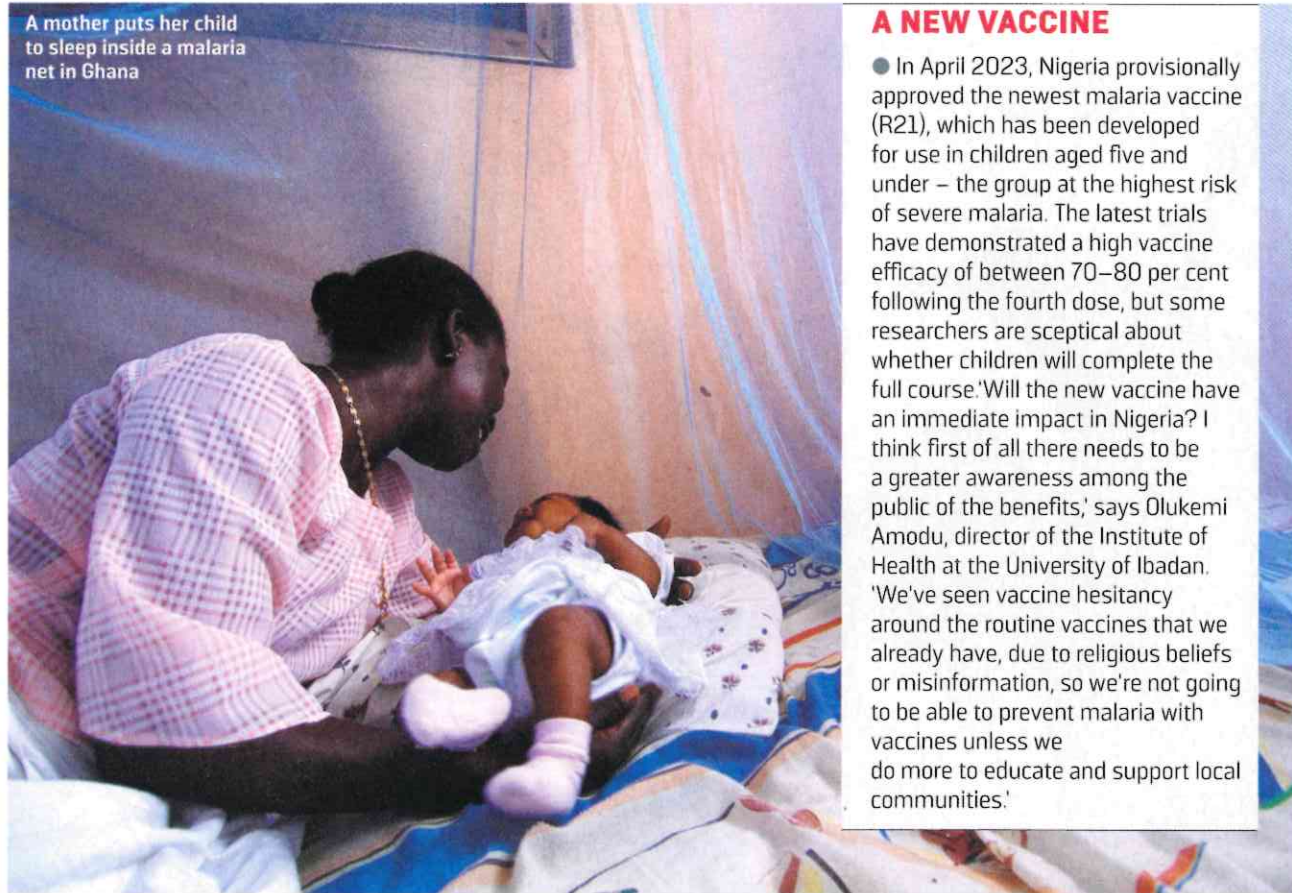 A mother puts her child
to sleep inside a malaria
net in Ghana
A NEW VACCINE
● In April 2023, Nigeria provisionally
approved the newest malaria vaccine
(R21), which has been developed
for use in children aged five and
under – the group at the highest risk
of severe malaria. The latest trials
have demonstrated a high vaccine
efficacy of between 70–80 per cent
following the fourth dose, but some
researchers are sceptical about
whether children will complete the
full course.'Will the new vaccine have
an immediate impact in Nigeria? I
think first of all there needs to be
a greater awareness among the
public of the benefits,' says Olukemi
Amodu, director of the Institute of
Health at the University of Ibadan.
'We've seen vaccine hesitancy
around the routine vaccines that we
already have, due to religious beliefs
or misinformation, so we're not going
to be able to prevent malaria with
vaccines unless we
do more to educate and support local
communities.'